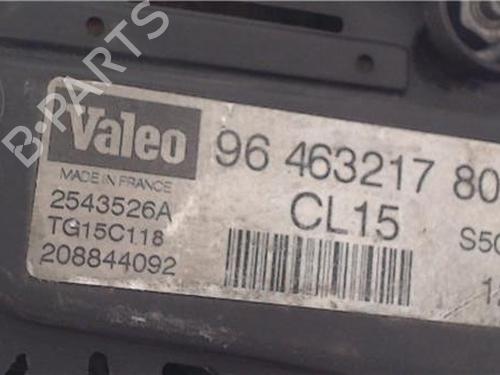 B-PARTS
Valeo
MADE IN FRANCE
2543526A
TG15C118
208844092
96 463217 80
CL15